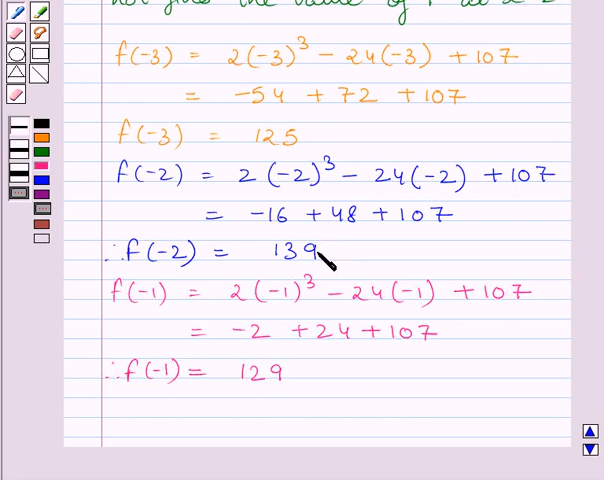 f(-3) = 2(-3)³ - 24(-3) + 107
= -54 + 72 + 107
f(-3) = 125
f(-2) = 2(-2)³ - 24(-2) + 107
= -16 + 48 + 107
∴f(-2) = 139
f(-1) = 2(-1)³ - 24(-1) + 107
= -2 + 24 + 107
∴f(-1) = 129